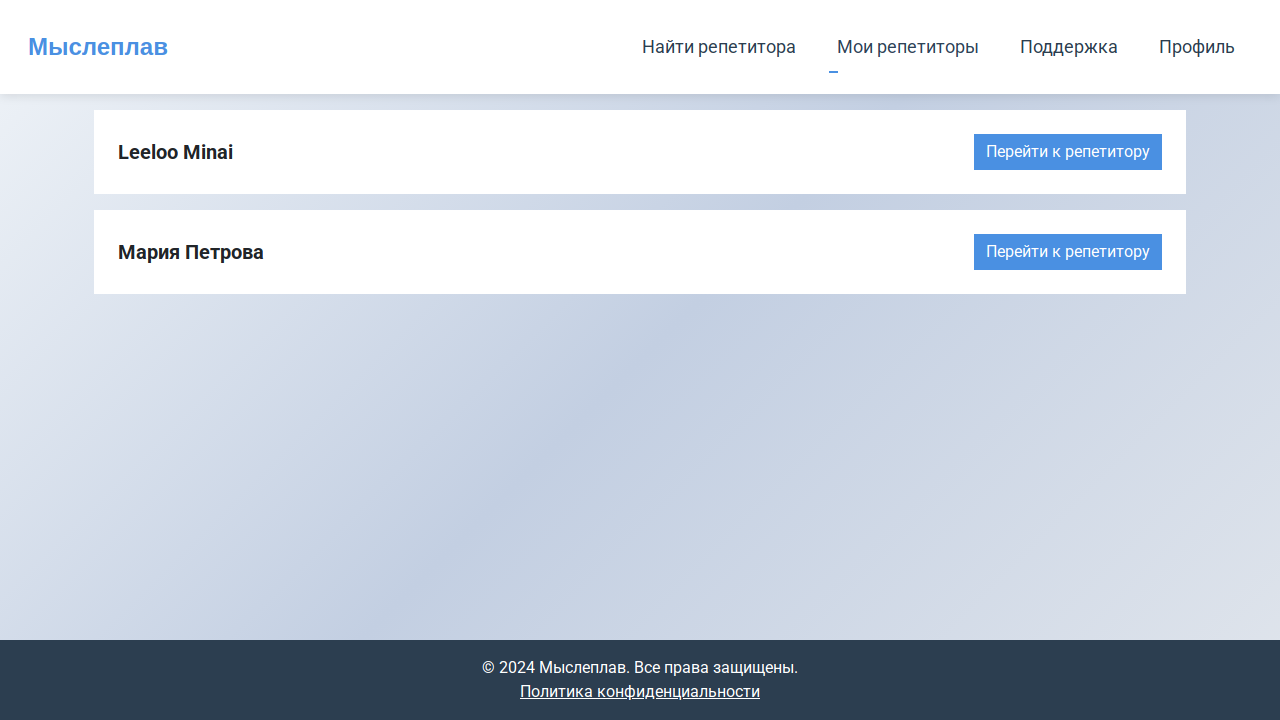 Мыслеплав
Найти репетитора
Мои репетиторы
Поддержка
Профиль
Leeloo Minai
Перейти к репетитору
Мария Петрова
Перейти к репетитору
© 2024 Мыслеплав. Все права защищены.
Политика конфиденциальности